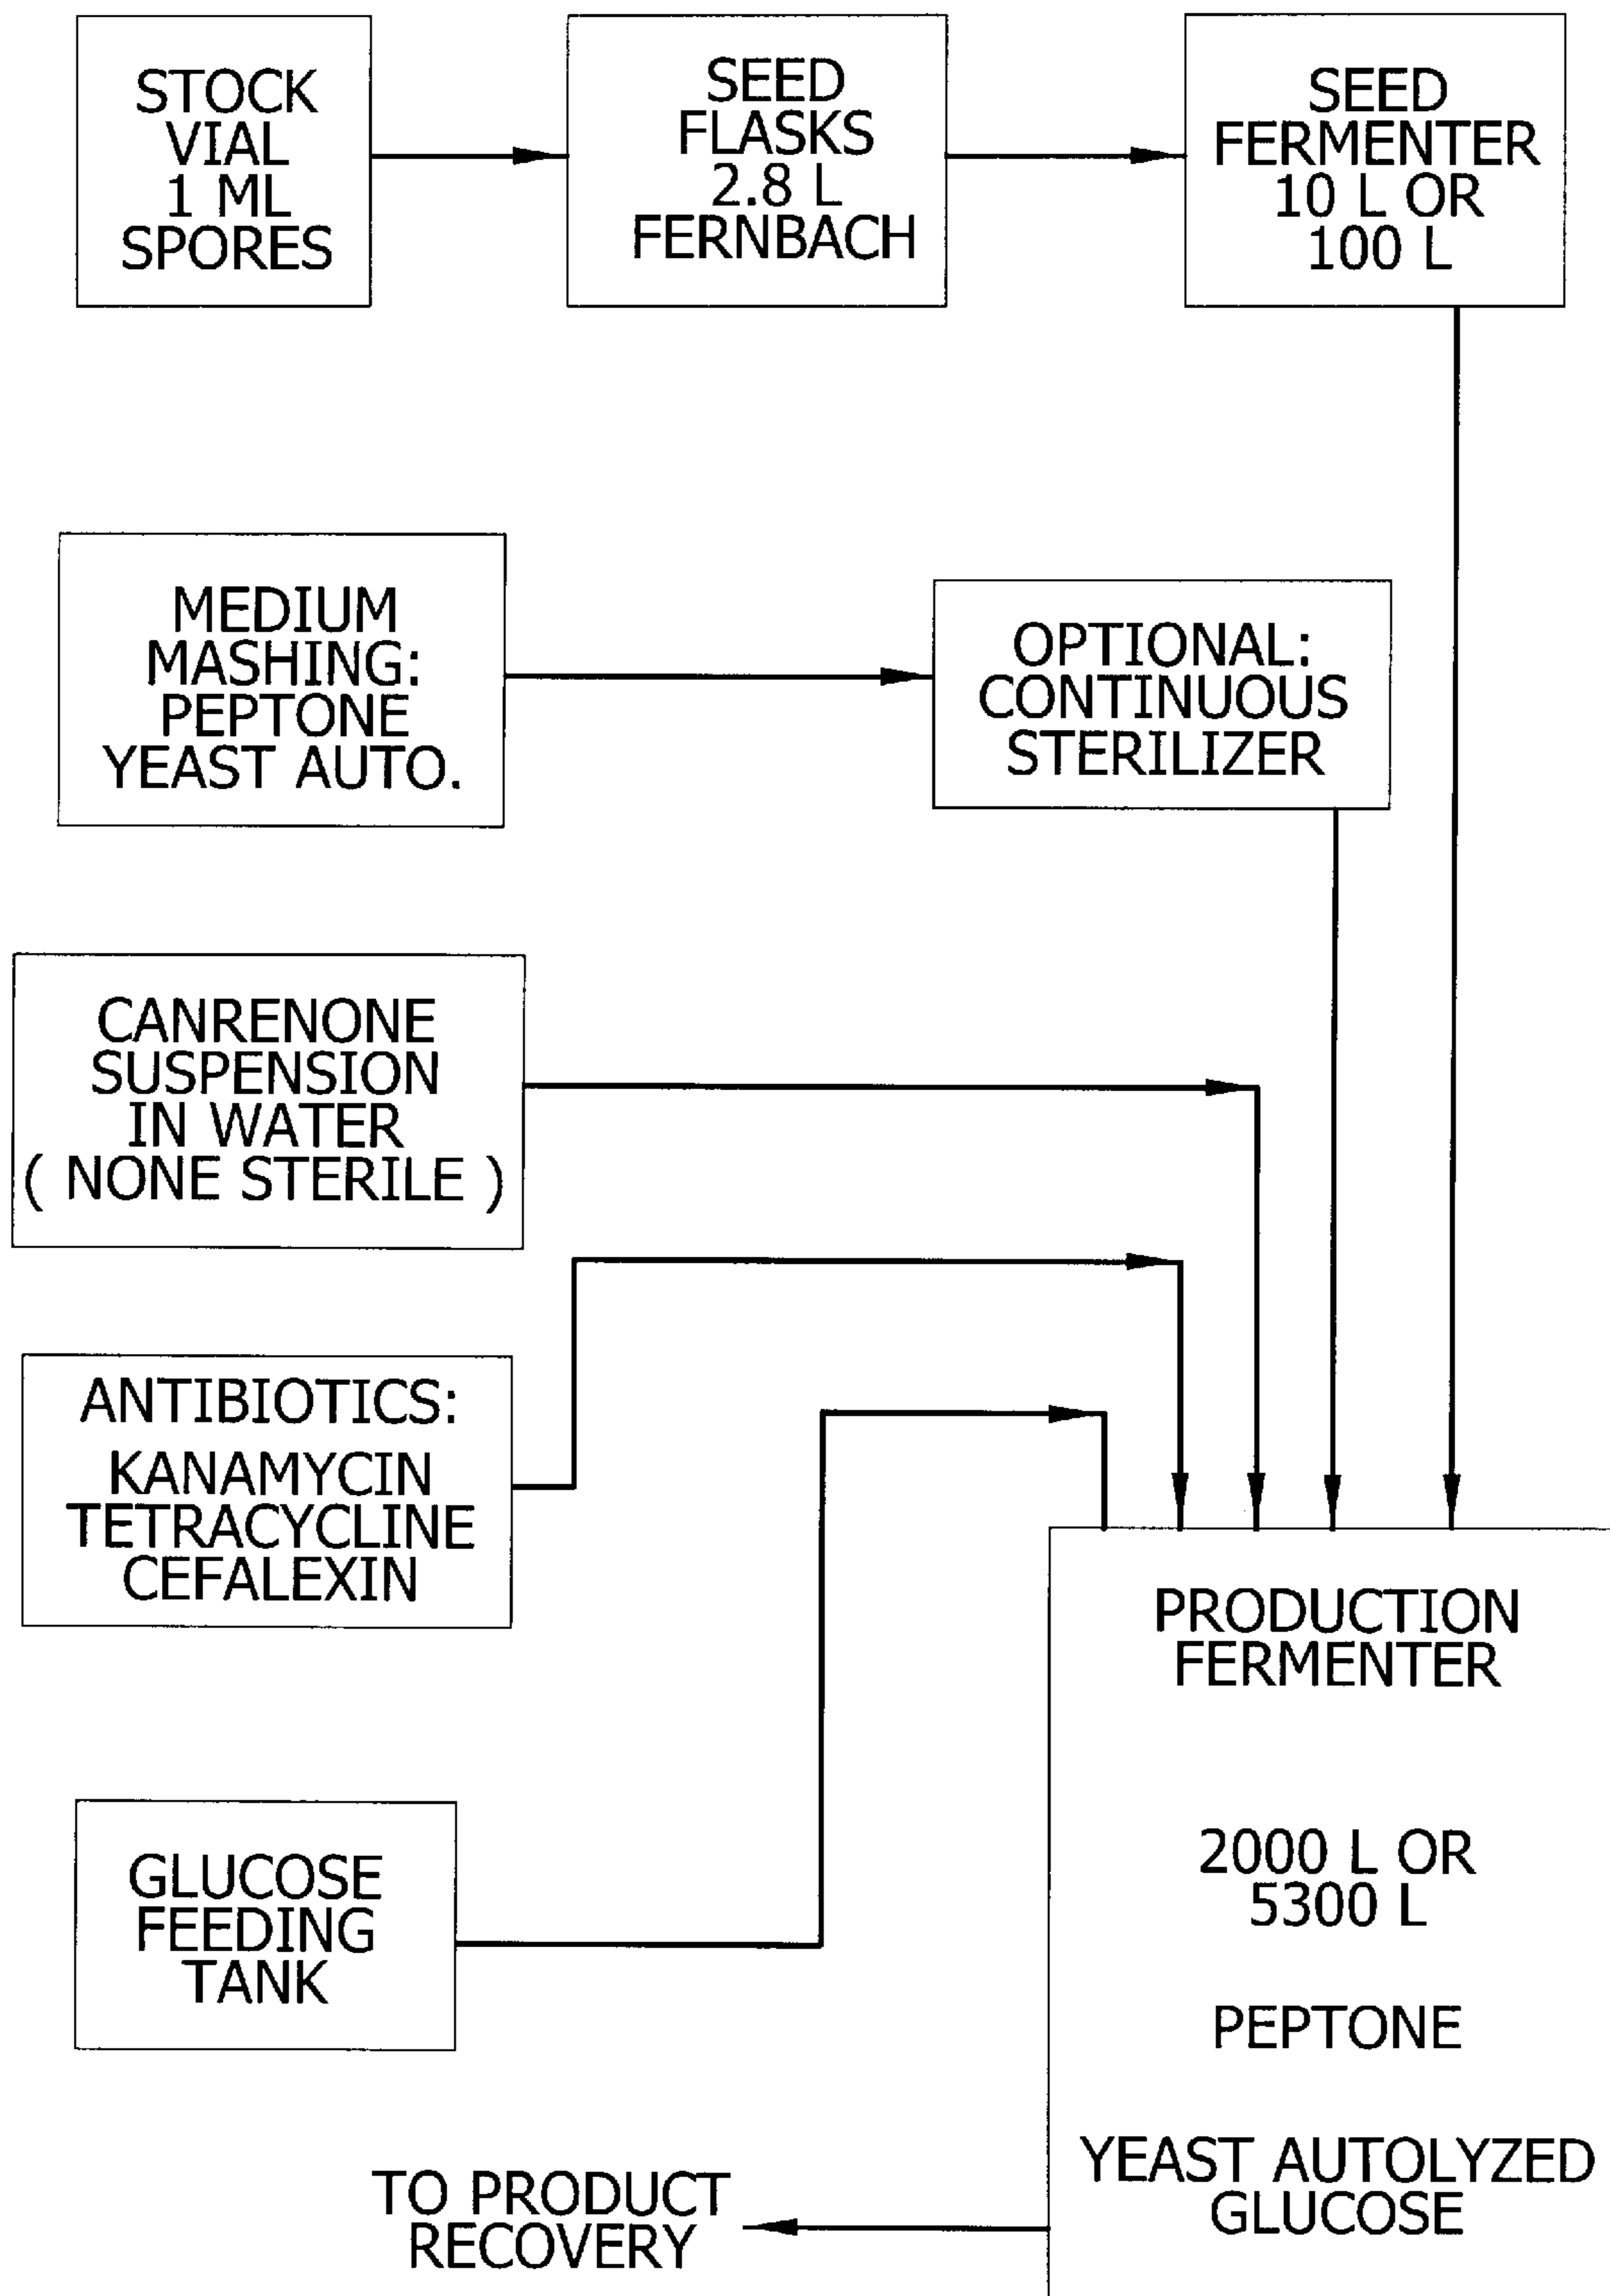 STOCK
VIAL
1 ML
SPORES
SEED
FLASKS
2.8 L
FERNBACH
SEED
FERMENTER
10 L OR
100 L
MEDIUM
MASHING:
PEPTONE
YEAST AUTO.
OPTIONAL:
CONTINUOUS
STERILIZER
CANRENONE
SUSPENSION
IN WATER
( NONE STERILE )
ANTIBIOTICS:
KANAMYCIN
TETRACYCLINE
CEFALEXIN
GLUCOSE
FEEDING
TANK
PRODUCTION
FERMENTER
2000 L OR
5300 L
PEPTONE
YEAST AUTOLYZED
GLUCOSE
TO PRODUCT
RECOVERY